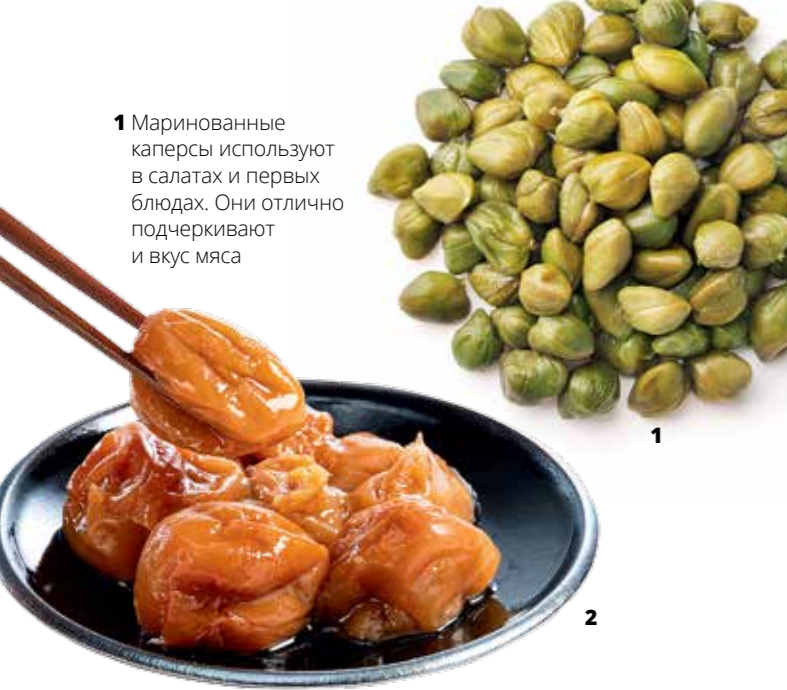 1 Маринованные
каперсы используют
в салатах и первых
блюдах. Они отлично
подчеркивают
и вкус мяса
1
2